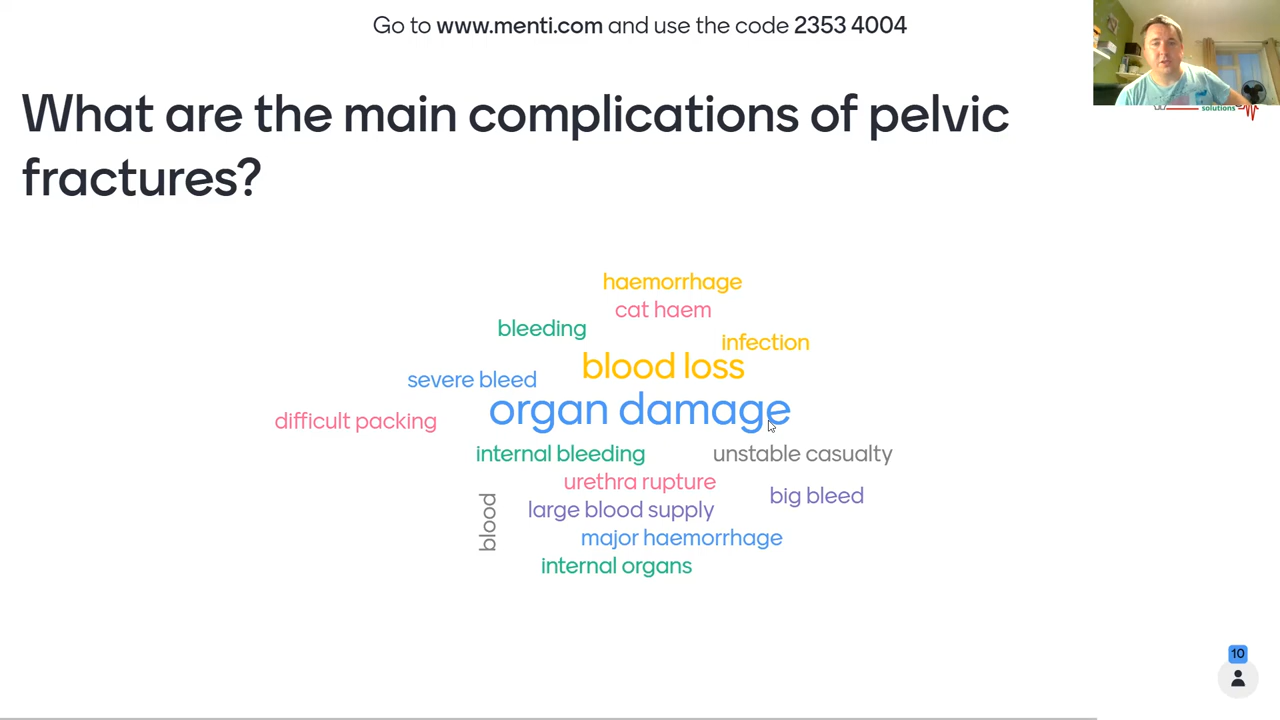 Go to www.menti.com and use the code 2353 4004
What are the main complications of pelvic
fractures?
solutions
haemorrhage
cat haem
bleeding
infection
blood loss
severe bleed
organ damage
difficult packing
internal bleeding
unstable casualty
urethra rupture
big bleed
large blood supply
blood
major haemorrhage
internal organs
10